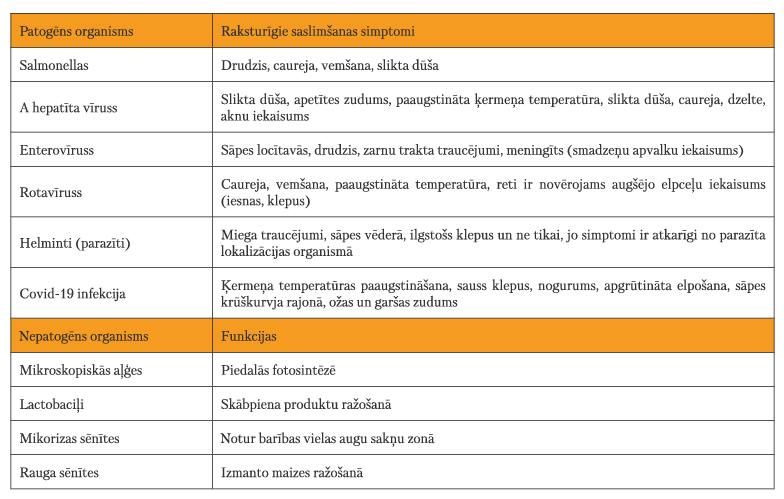 Patogēns organisms Raksturīgie saslimšanas simptomi
Salmonellas Drudzis, caureja, vemšana, slikta dūša
A hepatīta vīruss Slikta dūša, apetītes zudums, paaugstināta ķermeņa temperatūra, slikta dūša, caureja, dzelte,
aknu iekaisums
Enterovīruss Sāpes locītavās, drudzis, zarnu trakta traucējumi, meningīts (smadzeņu apvalku iekaisums)
Rotavīruss Caureja, vemšana, paaugstināta temperatūra, reti ir novērojams augšējo elpceļu iekaisums
(iesnas, klepus)
Helminti (parazīti) Miega traucējumi, sāpes vēderā, ilgstošs klepus un ne tikai, jo simptomi ir atkarīgi no parazīta
lokalizācijas organismā
Covid-19 infekcija Ķermeņa temperatūras paaugstināšana, sauss klepus, nogurums, apgrūtināta elpošana, sāpes
krūškurvja rajonā, ožas un garšas zudums
Nepatogēns organisms Funkcijas
Mikroskopiskās aļģes Piedalās fotosintēzē
Lactobaciļi Skābpiena produktu ražošanā
Mikorizas sēnītes Notur barības vielas augu sakņu zonā
Rauga sēnītes Izmanto maizes ražošanā